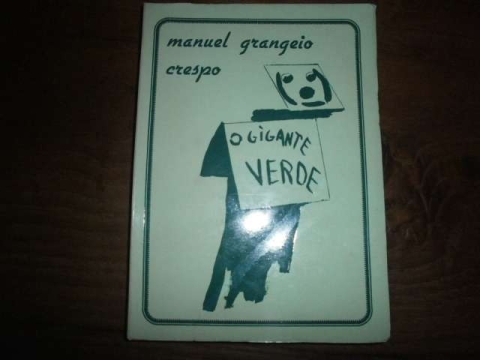 manuel grangeio
crespo
O GiGANTE
VERDE